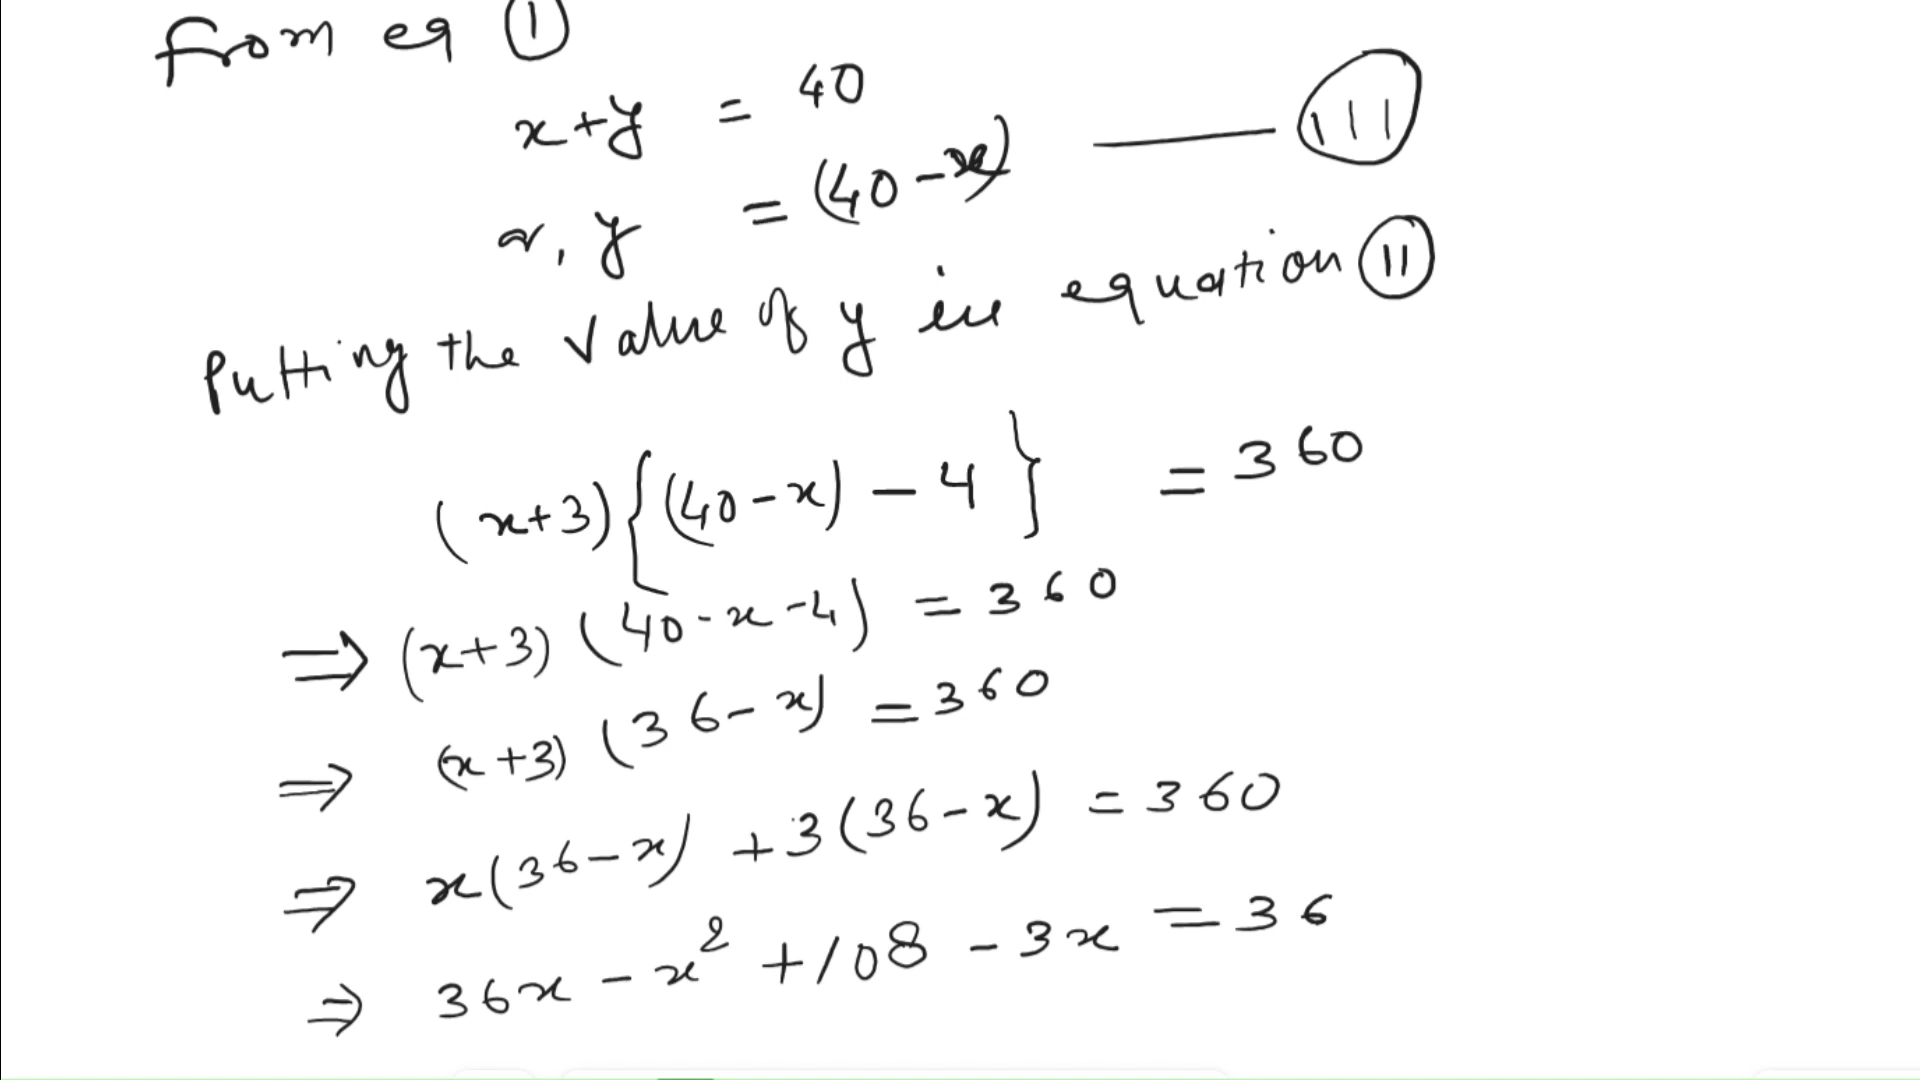 from eq (I)
x+y = 40
or, y = (40-x) —— (III)
Putting the value of y in equation (II)
(x+3){(40-x) - 4} = 360
⇒ (x+3) (40-x-4) = 360
⇒ (x+3) (36-x) = 360
⇒ x(36-x) +3(36-x) = 360
⇒ 36x - x² +108 - 3x = 36